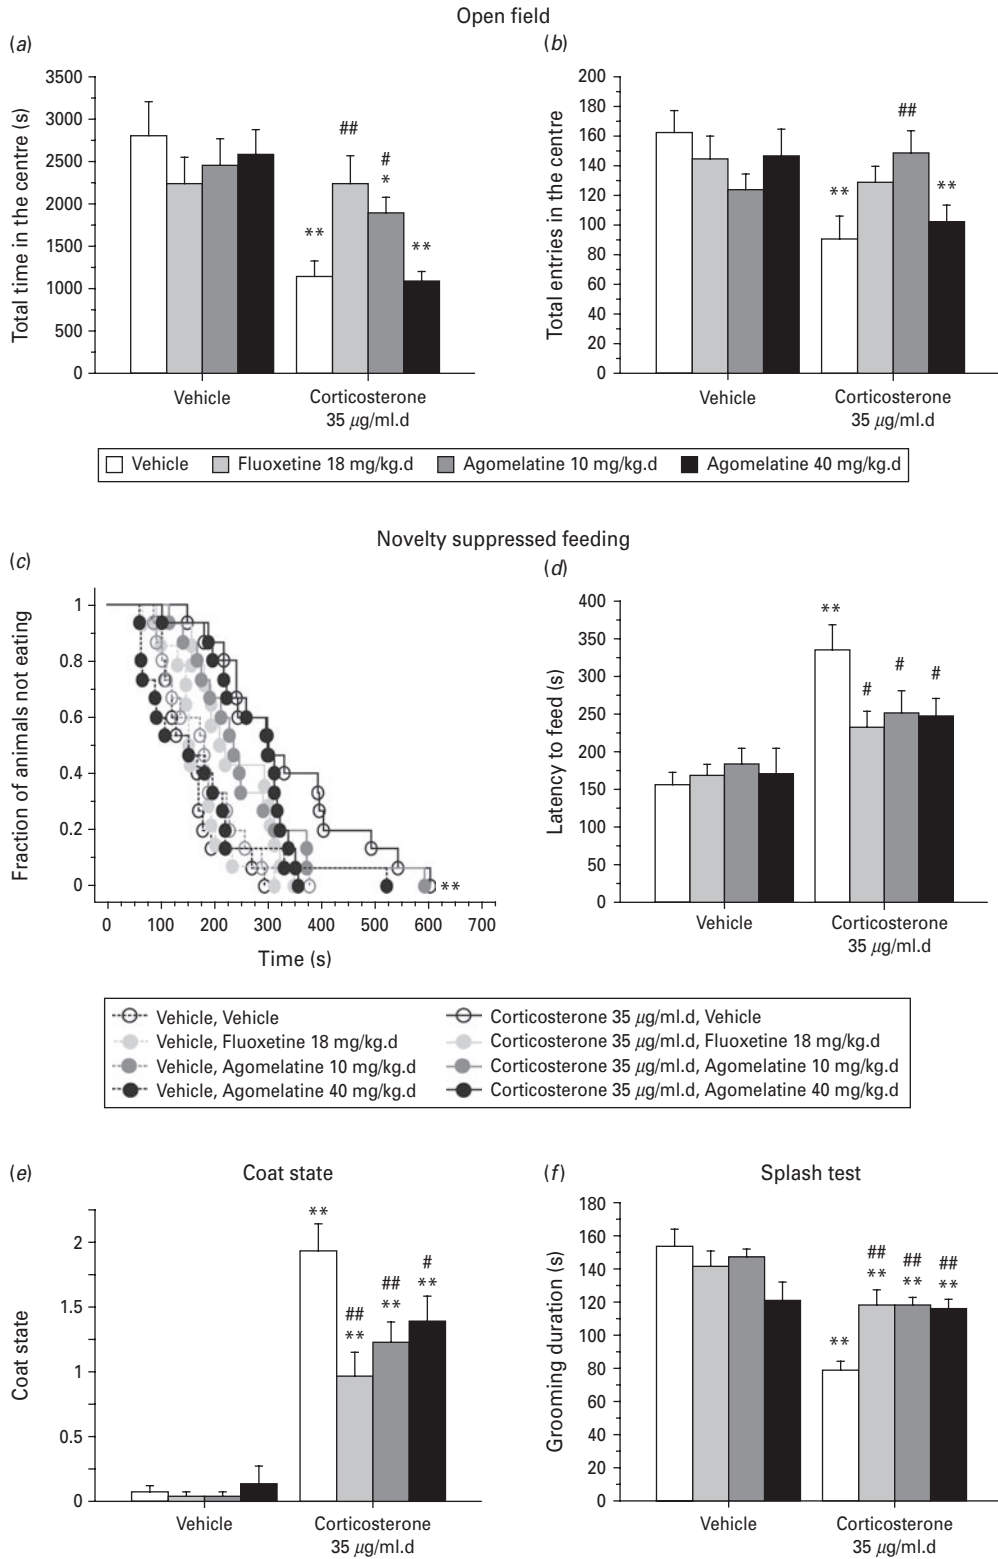 Open field
(a)
(b)
3500
3000
2500
2000
1500
1000
500
0
Total time in the centre (s)
**
##
#
*
**
Vehicle
Corticosterone
35 µg/ml.d
200
180
160
140
120
100
80
60
40
20
0
Total entries in the centre
**
##
**
Vehicle
Corticosterone
35 µg/ml.d
Vehicle Fluoxetine 18 mg/kg.d Agomelatine 10 mg/kg.d Agomelatine 40 mg/kg.d
Novelty suppressed feeding
(c)
(d)
1
0.8
0.6
0.4
0.2
0
Fraction of animals not eating
**
0 100 200 300 400 500 600 700
Time (s)
400
350
300
250
200
150
100
50
0
Latency to feed (s)
**
#
#
#
Vehicle
Corticosterone
35 µg/ml.d
Vehicle, Vehicle
Vehicle, Fluoxetine 18 mg/kg.d
Vehicle, Agomelatine 10 mg/kg.d
Vehicle, Agomelatine 40 mg/kg.d
Corticosterone 35 µg/ml.d, Vehicle
Corticosterone 35 µg/ml.d, Fluoxetine 18 mg/kg.d
Corticosterone 35 µg/ml.d, Agomelatine 10 mg/kg.d
Corticosterone 35 µg/ml.d, Agomelatine 40 mg/kg.d
(e)
Coat state
2
1.5
1
0.5
0
Coat state
**
##
**
##
**
#
**
Vehicle
Corticosterone
35 µg/ml.d
(f)
Splash test
180
160
140
120
100
80
60
40
20
0
Grooming duration (s)
**
##
**
##
**
##
**
Vehicle
Corticosterone
35 µg/ml.d